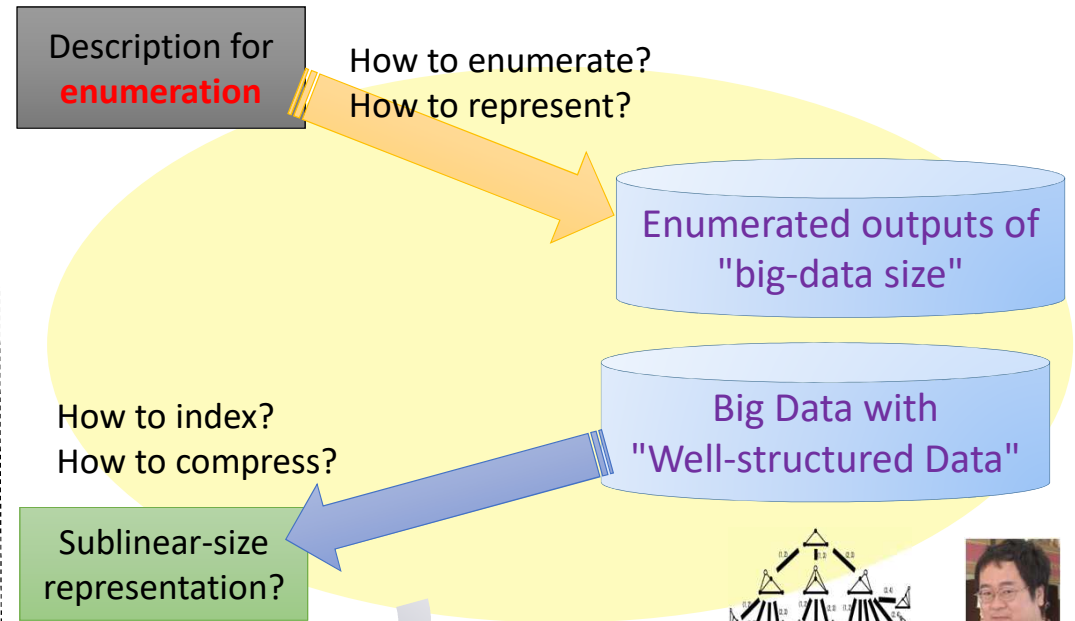 Description for
enumeration
How to enumerate?
How to represent?
Enumerated outputs of
"big-data size"
Big Data with
"Well-structured Data"
How to index?
How to compress?
Sublinear-size
representation?